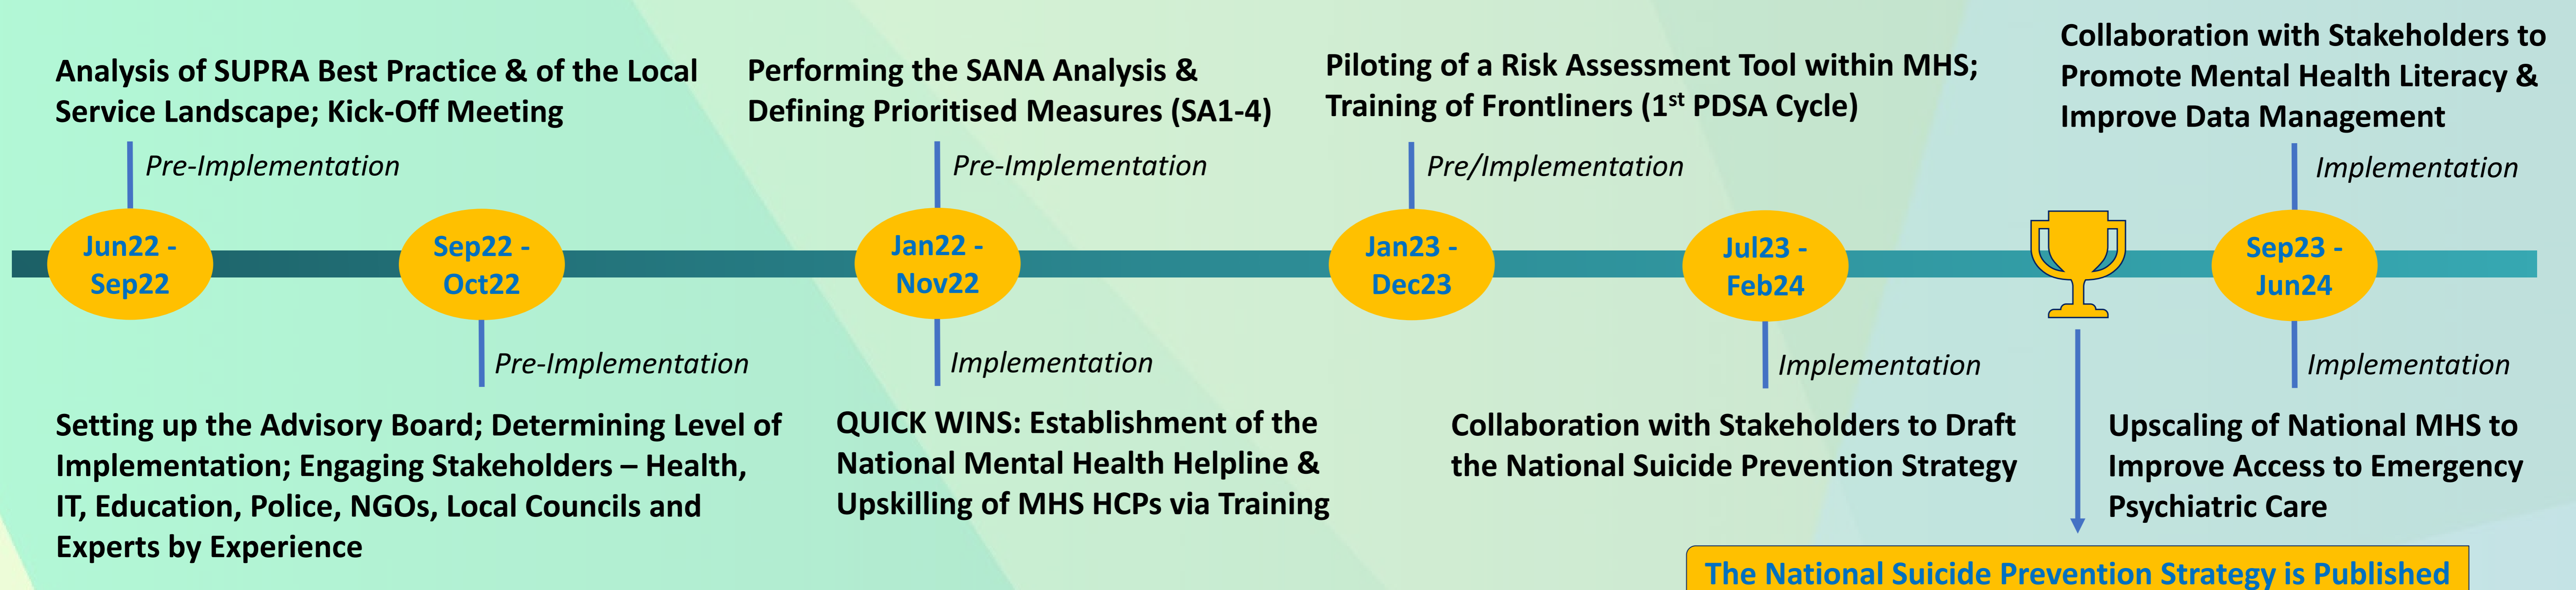 Analysis of SUPRA Best Practice & of the Local
Service Landscape; Kick-Off Meeting
Pre-Implementation
Jun22 -
Sep22
Sep22 -
Oct22
Pre-Implementation
Setting up the Advisory Board; Determining Level of
Implementation; Engaging Stakeholders – Health,
IT, Education, Police, NGOs, Local Councils and
Experts by Experience
Performing the SANA Analysis &
Defining Prioritised Measures (SA1-4)
Pre-Implementation
Jan22 -
Nov22
Implementation
QUICK WINS: Establishment of the
National Mental Health Helpline &
Upskilling of MHS HCPs via Training
Piloting of a Risk Assessment Tool within MHS;
Training of Frontliners (1st PDSA Cycle)
Pre/Implementation
Jan23 -
Dec23
Jul23 -
Feb24
Implementation
Collaboration with Stakeholders to Draft
the National Suicide Prevention Strategy
The National Suicide Prevention Strategy is Published
Collaboration with Stakeholders to
Promote Mental Health Literacy &
Improve Data Management
Implementation
Sep23 -
Jun24
Implementation
Upscaling of National MHS to
Improve Access to Emergency
Psychiatric Care